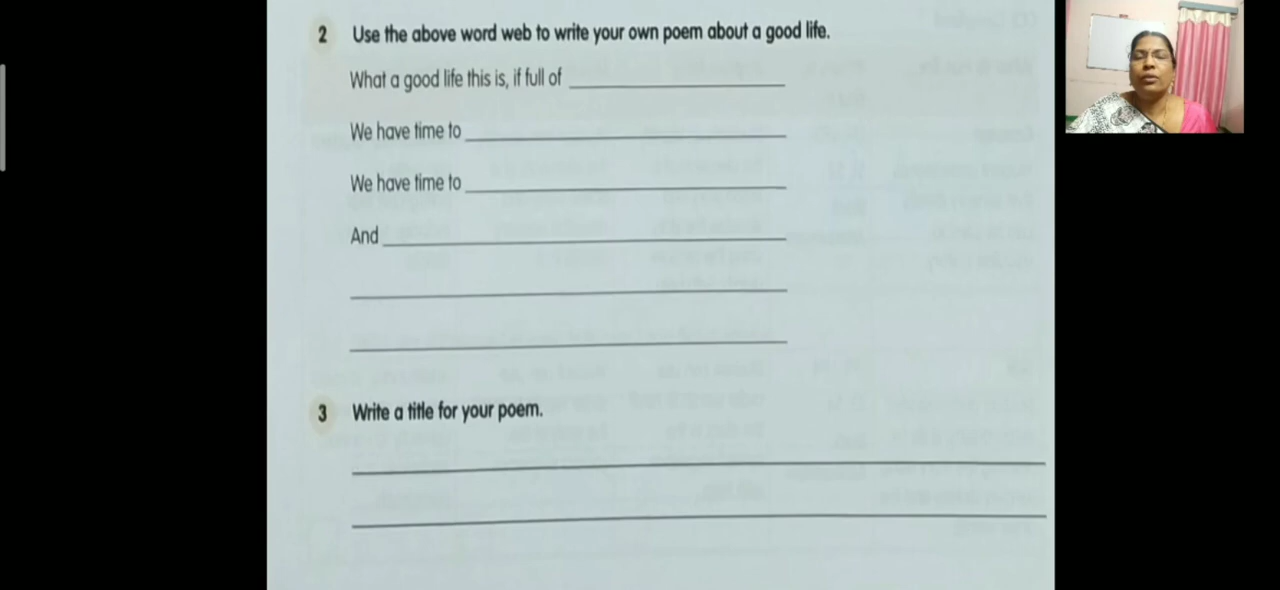 2 Use the above word web to write your own poem about a good life.
What a good life this is, if full of
We have time to
We have time to
And
3 Write a title for your poem.